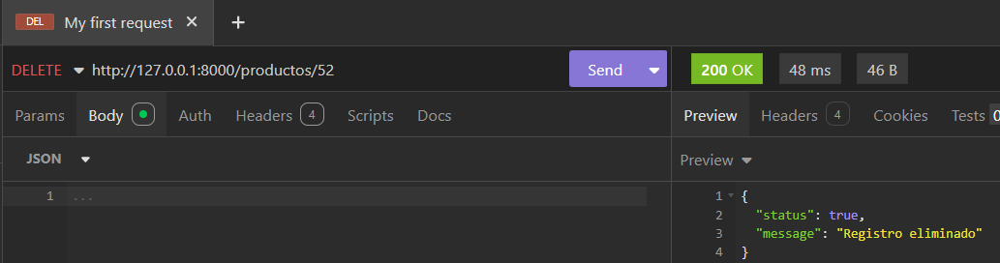 DEL My first request × +
DELETE http://127.0.0.1:8000/productos/52 Send 200 OK 48 ms 46 B
Params Body Auth Headers 4 Scripts Docs Preview Headers 4 Cookies Tests 0
JSON Preview
1 ...
1 {
2 "status": true,
3 "message": "Registro eliminado"
4 }